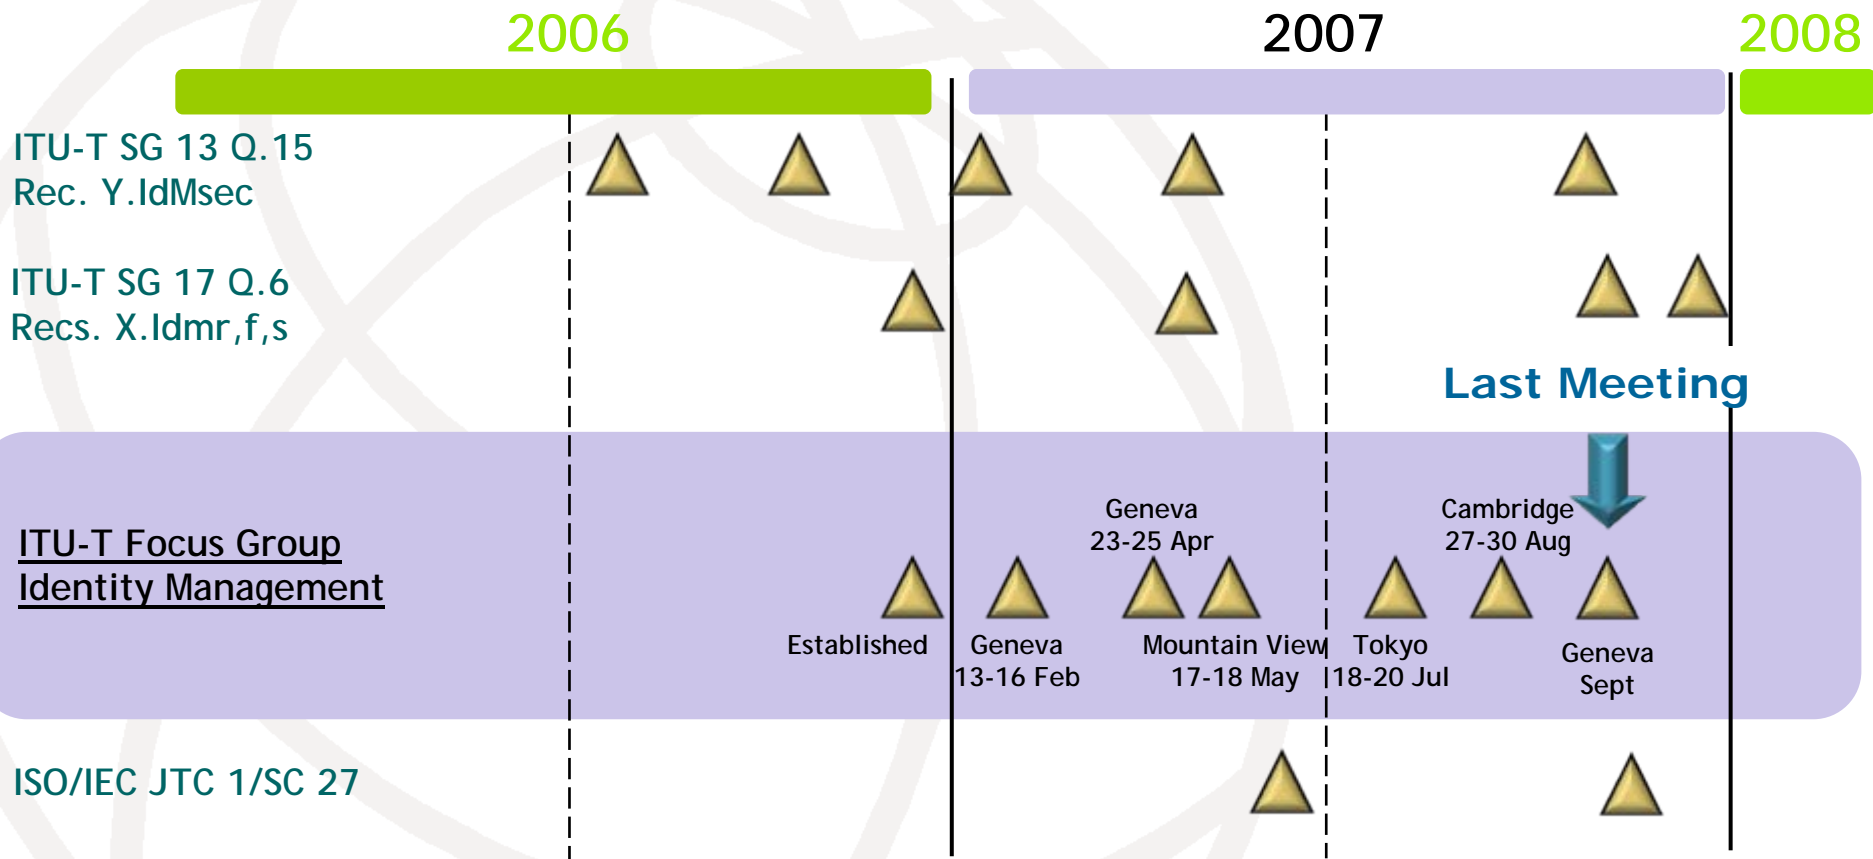 2006
2007
2008
ITU-T SG 13 Q.15
Rec. Y.IdMsec
ITU-T SG 17 Q.6
Recs. X.Idmr,f,s
Last Meeting
ITU-T Focus Group
Identity Management
Geneva
23-25 Apr
Cambridge
27-30 Aug
Established
Geneva
13-16 Feb
Mountain View
17-18 May
Tokyo
18-20 Jul
Geneva
Sept
ISO/IEC JTC 1/SC 27